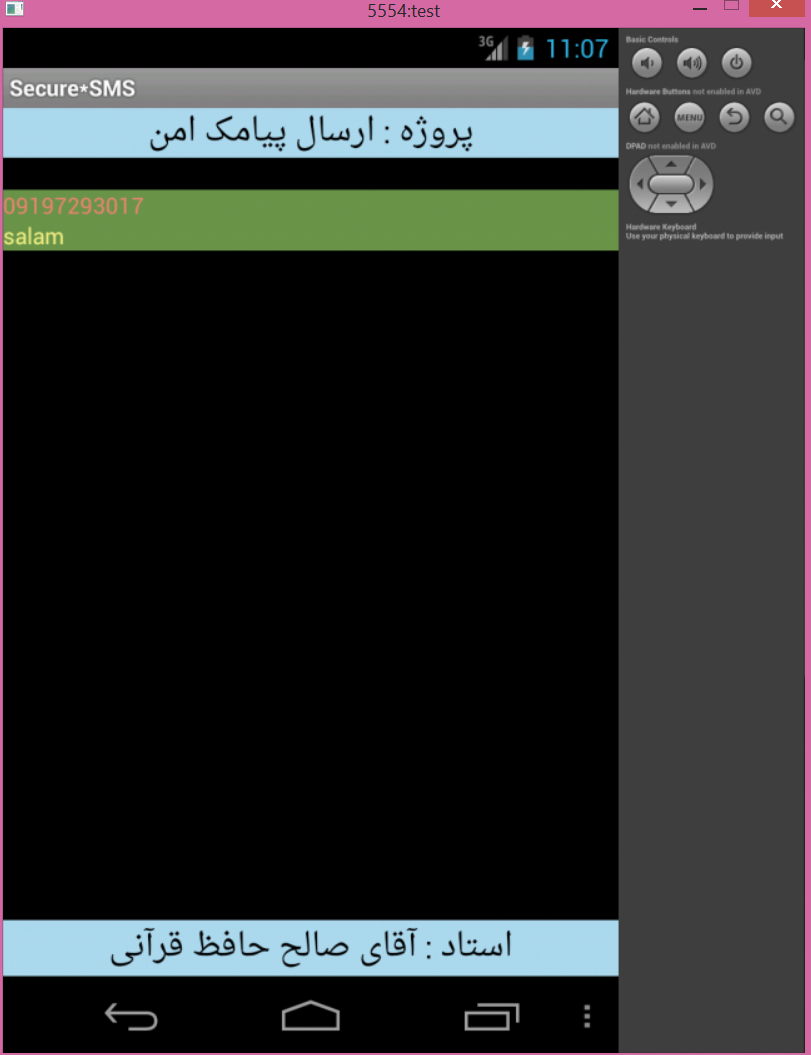 5554:test
3G 11:07
Secure*SMS
پروژه : ارسال پیامک امن
09197293017
salam
استاد : آقای صالح حافظ قرآنی
Basic Controls
Hardware Buttons not enabled in AVD
MENU
DPAD not enabled in AVD
Hardware Keyboard
Use your physical keyboard to provide input